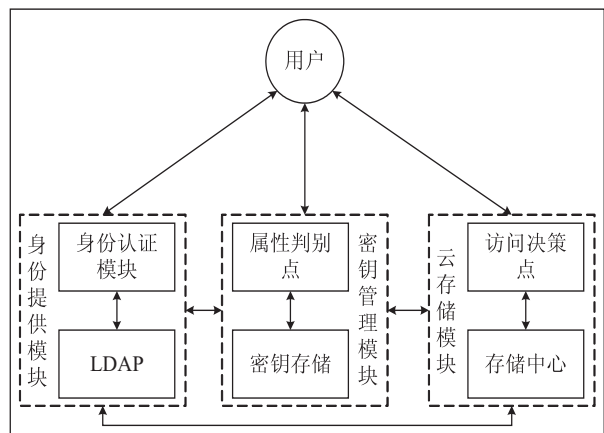 用户
身份提供模块
身份认证
模块
LDAP
属性判别
点
密钥存储
密钥管理模块
云存储模块
访问决策
点
存储中心